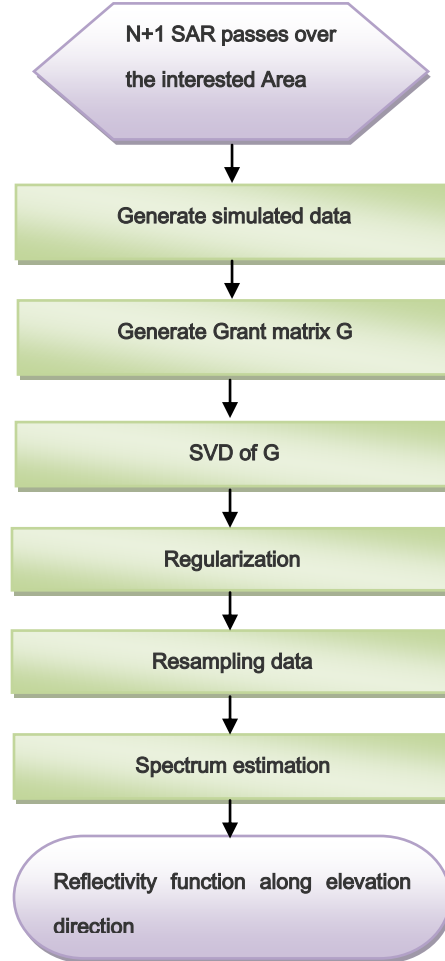 N+1 SAR passes over
the interested Area
Generate simulated data
Generate Grant matrix G
SVD of G
Regularization
Resampling data
Spectrum estimation
Reflectivity function along elevation
direction